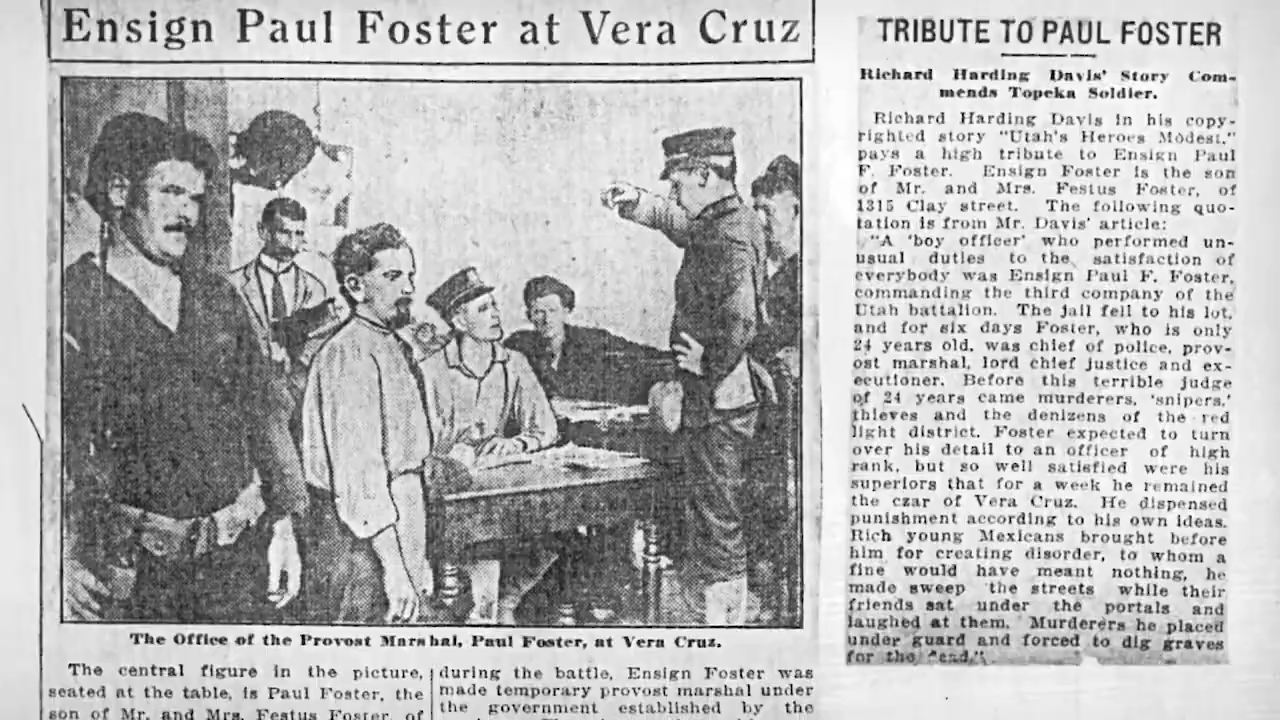 Ensign Paul Foster at Vera Cruz
The Office of the Provost Marshal, Paul Foster, at Vera Cruz.
The central figure in the picture,
seated at the table, is Paul Foster, the
son of Mr. and Mrs. Festus Foster, of
during the battle, Ensign Foster was
made temporary provost marshal under
the government established by the
TRIBUTE TO PAUL FOSTER
Richard Harding Davis' Story Com-
mends Topeka Soldier.
Richard Harding Davis in his copy-
righted story "Utah's Heroes Modest,"
pays a high tribute to Ensign Paul
F. Foster. Ensign Foster is the son
of Mr. and Mrs. Festus Foster, of
1315 Clay street. The following quo-
tation is from Mr. Davis' article:
"A 'boy officer' who performed un-
usual duties to the satisfaction of
everybody was Ensign Paul F. Foster,
commanding the third company of the
Utah battalion. The jail fell to his lot,
and for six days Foster, who is only
24 years old, was chief of police, prov-
ost marshal, lord chief justice and ex-
ecutioner. Before this terrible judge
of 24 years came murderers, 'snipers,'
thieves and the denizens of the red
light district. Foster expected to turn
over his detail to an officer of high
rank, but so well satisfied were his
superiors that for a week he remained
the czar of Vera Cruz. He dispensed
punishment according to his own ideas.
Rich young Mexicans brought before
him for creating disorder, to whom a
fine would have meant nothing, he
made sweep the streets while their
friends sat under the portals and
laughed at them. Murderers he placed
under guard and forced to dig graves
for the